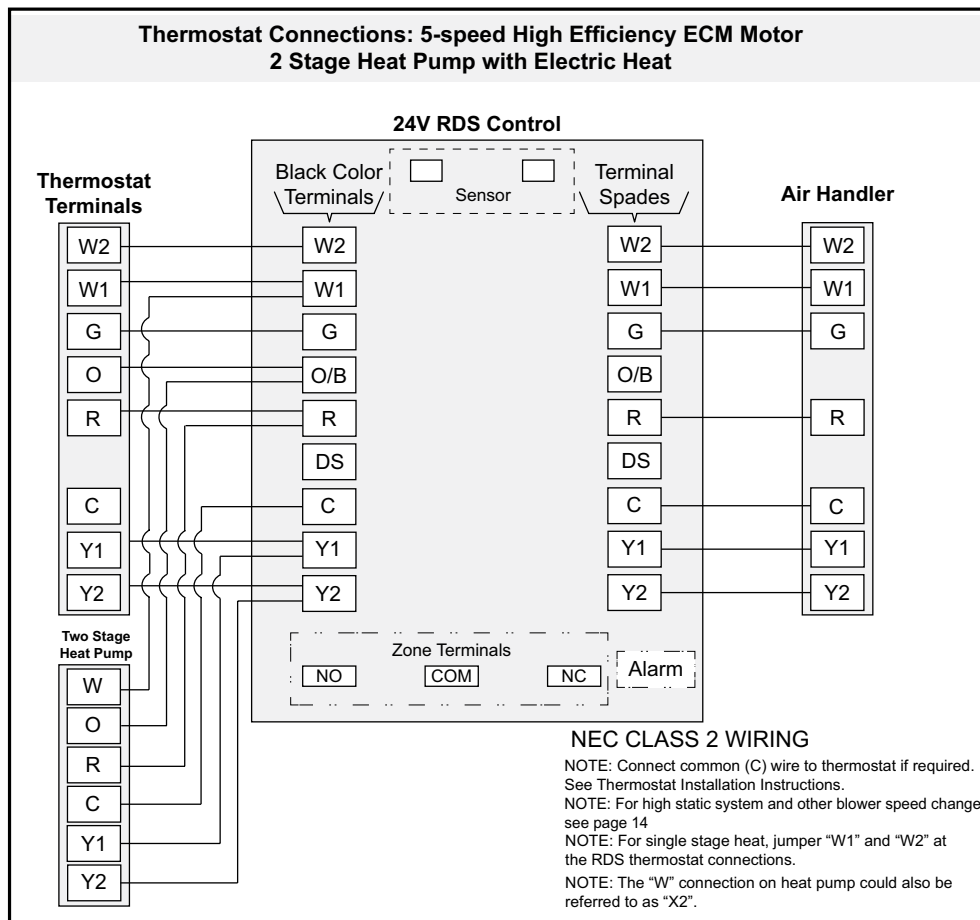 Thermostat Connections: 5-speed High Efficiency ECM Motor
2 Stage Heat Pump with Electric Heat
24V RDS Control
Thermostat
Terminals
Black Color
Terminals
Sensor
Terminal
Spades
Air Handler
W2
W1
G
O
R
C
Y1
Y2
W2
W1
G
O/B
R
DS
C
Y1
Y2
W2
W1
G
O/B
R
DS
C
Y1
Y2
W2
W1
G
R
C
Y1
Y2
Two Stage
Heat Pump
W
O
R
C
Y1
Y2
Zone Terminals
NO
COM
NC
Alarm
NEC CLASS 2 WIRING
NOTE: Connect common (C) wire to thermostat if required.
See Thermostat Installation Instructions.
NOTE: For high static system and other blower speed change
see page 14
NOTE: For single stage heat, jumper “W1” and “W2” at
the RDS thermostat connections.
NOTE: The “W” connection on heat pump could also be
referred to as “X2”.